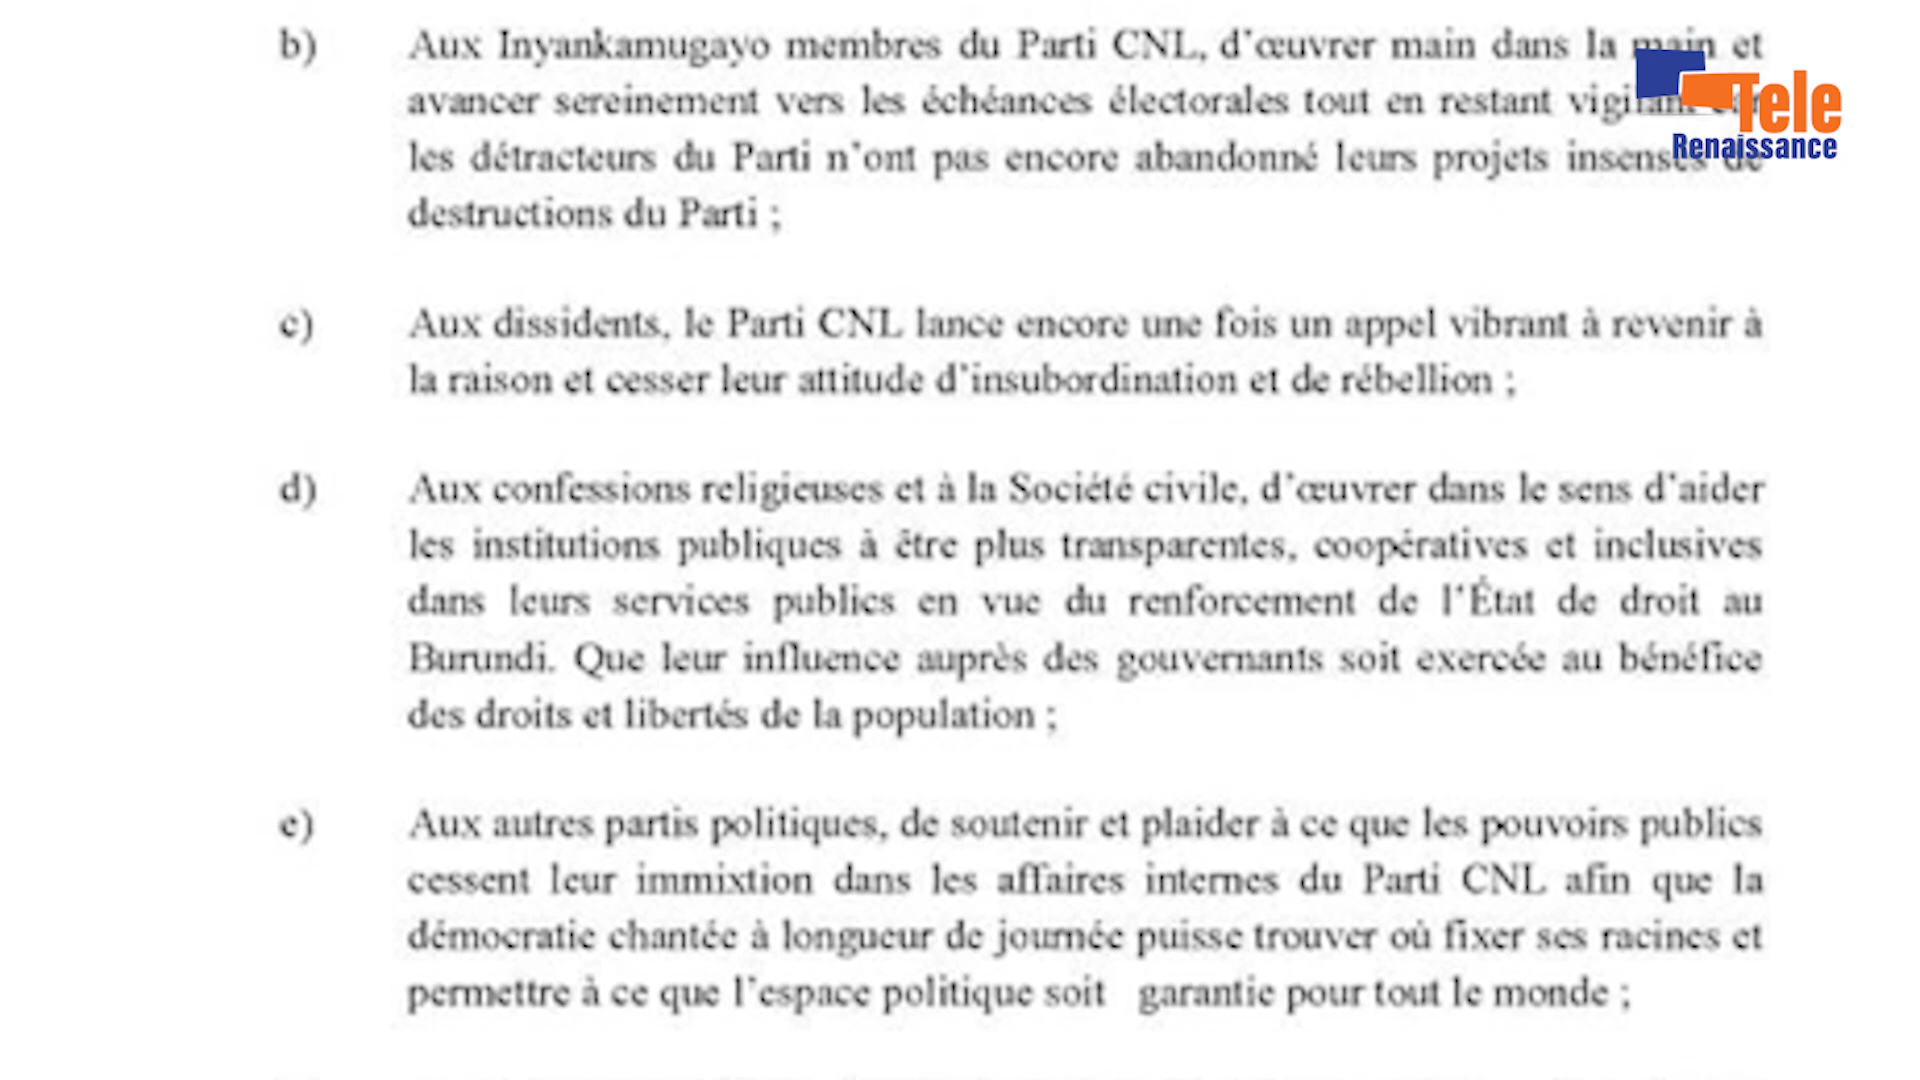 b) Aux Inyankamugayo membres du Parti CNL, d'œuvrer main dans la main et
avancer sereinement vers les échéances électorales tout en restant vigilant car
les détracteurs du Parti n'ont pas encore abandonné leurs projets insensés de
destructions du Parti ;
c) Aux dissidents, le Parti CNL lance encore une fois un appel vibrant à revenir à
la raison et cesser leur attitude d'insubordination et de rébellion ;
d) Aux confessions religieuses et à la Société civile, d'œuvrer dans le sens d'aider
les institutions publiques à être plus transparentes, coopératives et inclusives
dans leurs services publics en vue du renforcement de l'État de droit au
Burundi. Que leur influence auprès des gouvernants soit exercée au bénéfice
des droits et libertés de la population ;
e) Aux autres partis politiques, de soutenir et plaider à ce que les pouvoirs publics
cessent leur immixtion dans les affaires internes du Parti CNL afin que la
démocratie chantée à longueur de journée puisse trouver où fixer ses racines et
permettre à ce que l'espace politique soit garantie pour tout le monde ;
Tele
Renaissance